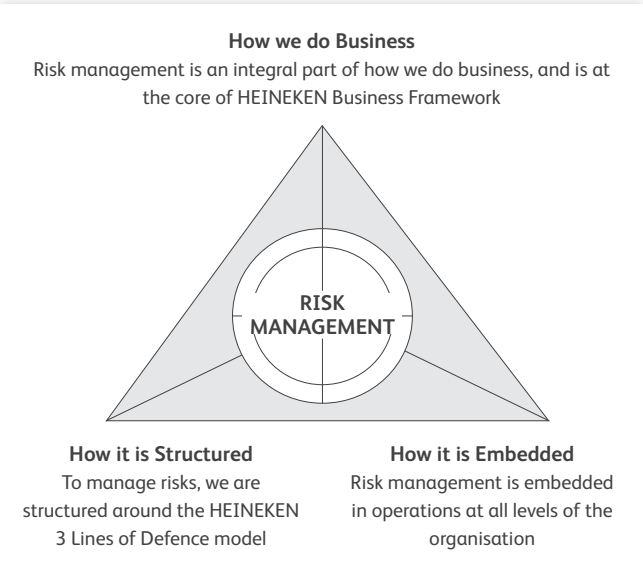 How we do Business
Risk management is an integral part of how we do business, and is at
the core of HEINEKEN Business Framework
RISK
MANAGEMENT
How it is Structured
To manage risks, we are
structured around the HEINEKEN
3 Lines of Defence model
How it is Embedded
Risk management is embedded
in operations at all levels of the
organisation